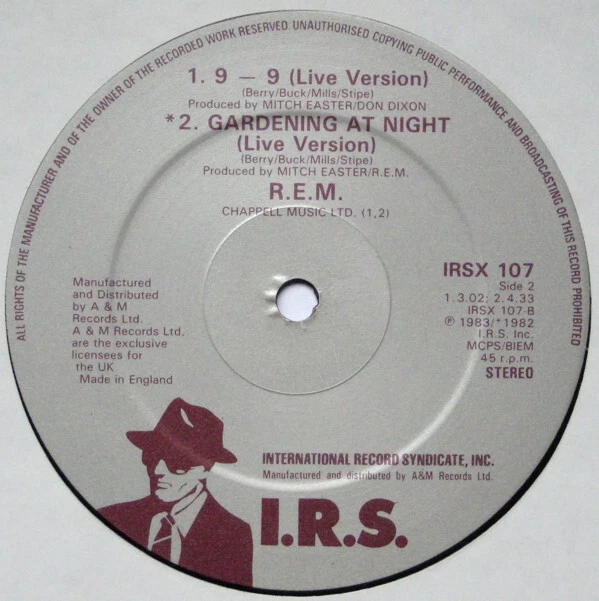 ALL RIGHTS OF THE MANUFACTURER AND OF THE OWNER OF THE RECORDED WORK RESERVED. UNAUTHORISED COPYING PUBLIC PERFORMANCE AND BROADCASTING OF THIS RECORD PROHIBITED
1. 9 – 9 (Live Version)
(Berry/Buck/Mills/Stipe)
Produced by MITCH EASTER/DON DIXON
*2. GARDENING AT NIGHT
(Live Version)
(Berry/Buck/Mills/Stipe)
Produced by MITCH EASTER/R.E.M.
R.E.M.
CHAPPELL MUSIC LTD. (1,2)
Manufactured
and Distributed
by A & M
Records Ltd.
A & M Records Ltd.
are the exclusive
licensees for
the UK
Made in England
IRSX 107
Side 2
1.3.02; 2.4.33
IRSX 107-B
℗ 1983/*1982
I.R.S. Inc.
MCPS/BIEM
45 r.p.m.
STEREO
INTERNATIONAL RECORD SYNDICATE, INC.
Manufactured and distributed by A&M Records Ltd.
I.R.S.